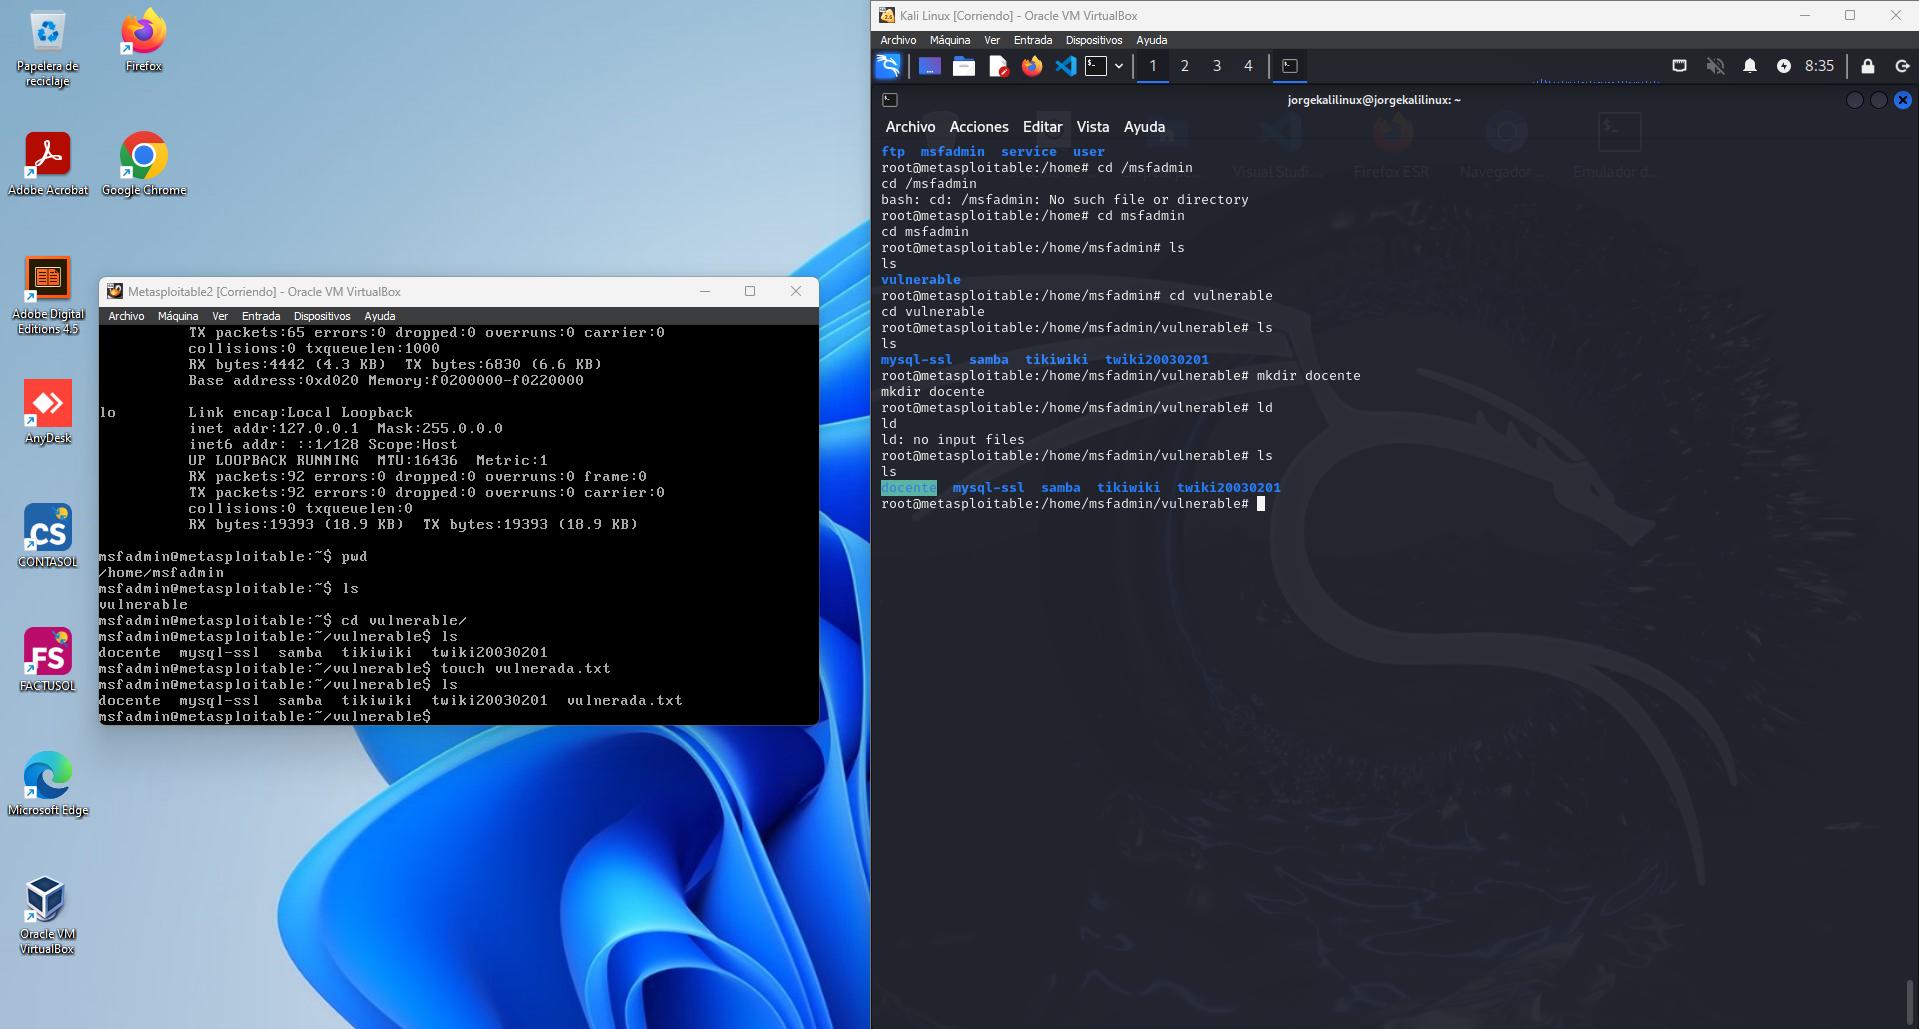 Papelera de
reciclaje
Firefox
Adobe Acrobat
Google Chrome
Adobe Digital
Editions 4.5
AnyDesk
CONTASOL
FACTUSOL
Microsoft Edge
Oracle VM
VirtualBox
Metasploitable2 [Corriendo] - Oracle VM VirtualBox
Archivo Máquina Ver Entrada Dispositivos Ayuda
TX packets:65 errors:0 dropped:0 overruns:0 carrier:0
collisions:0 txqueuelen:1000
RX bytes:4442 (4.3 KB)  TX bytes:6830 (6.6 KB)
Base address:0xd020 Memory:f0200000-f0220000
lo        Link encap:Local Loopback
inet addr:127.0.0.1  Mask:255.0.0.0
inet6 addr: ::1/128 Scope:Host
UP LOOPBACK RUNNING  MTU:16436  Metric:1
RX packets:92 errors:0 dropped:0 overruns:0 frame:0
TX packets:92 errors:0 dropped:0 overruns:0 carrier:0
collisions:0 txqueuelen:0
RX bytes:19393 (18.9 KB)  TX bytes:19393 (18.9 KB)
msfadmin@metasploitable:~$ pwd
/home/msfadmin
msfadmin@metasploitable:~$ ls
vulnerable
msfadmin@metasploitable:~$ cd vulnerable/
msfadmin@metasploitable:~/vulnerable$ ls
docente  mysql-ssl  samba  tikiwiki  twiki20030201
msfadmin@metasploitable:~/vulnerable$ touch vulnerada.txt
msfadmin@metasploitable:~/vulnerable$ ls
docente  mysql-ssl  samba  tikiwiki  twiki20030201  vulnerada.txt
msfadmin@metasploitable:~/vulnerable$
Kali Linux [Corriendo] - Oracle VM VirtualBox
Archivo Máquina Ver Entrada Dispositivos Ayuda
1 2 3 4 8:35
jorgekalilinux@jorgekalilinux: ~
Archivo Acciones Editar Vista Ayuda
Visual Studi...
Firefox ESR
Navegador ...
Emulador d...
ftp  msfadmin  service  user
root@metasploitable:/home# cd /msfadmin
cd /msfadmin
bash: cd: /msfadmin: No such file or directory
root@metasploitable:/home# cd msfadmin
cd msfadmin
root@metasploitable:/home/msfadmin# ls
ls
vulnerable
root@metasploitable:/home/msfadmin# cd vulnerable
cd vulnerable
root@metasploitable:/home/msfadmin/vulnerable# ls
ls
mysql-ssl  samba  tikiwiki  twiki20030201
root@metasploitable:/home/msfadmin/vulnerable# mkdir docente
mkdir docente
root@metasploitable:/home/msfadmin/vulnerable# ld
ld
ld: no input files
root@metasploitable:/home/msfadmin/vulnerable# ls
ls
docente  mysql-ssl  samba  tikiwiki  twiki20030201
root@metasploitable:/home/msfadmin/vulnerable#